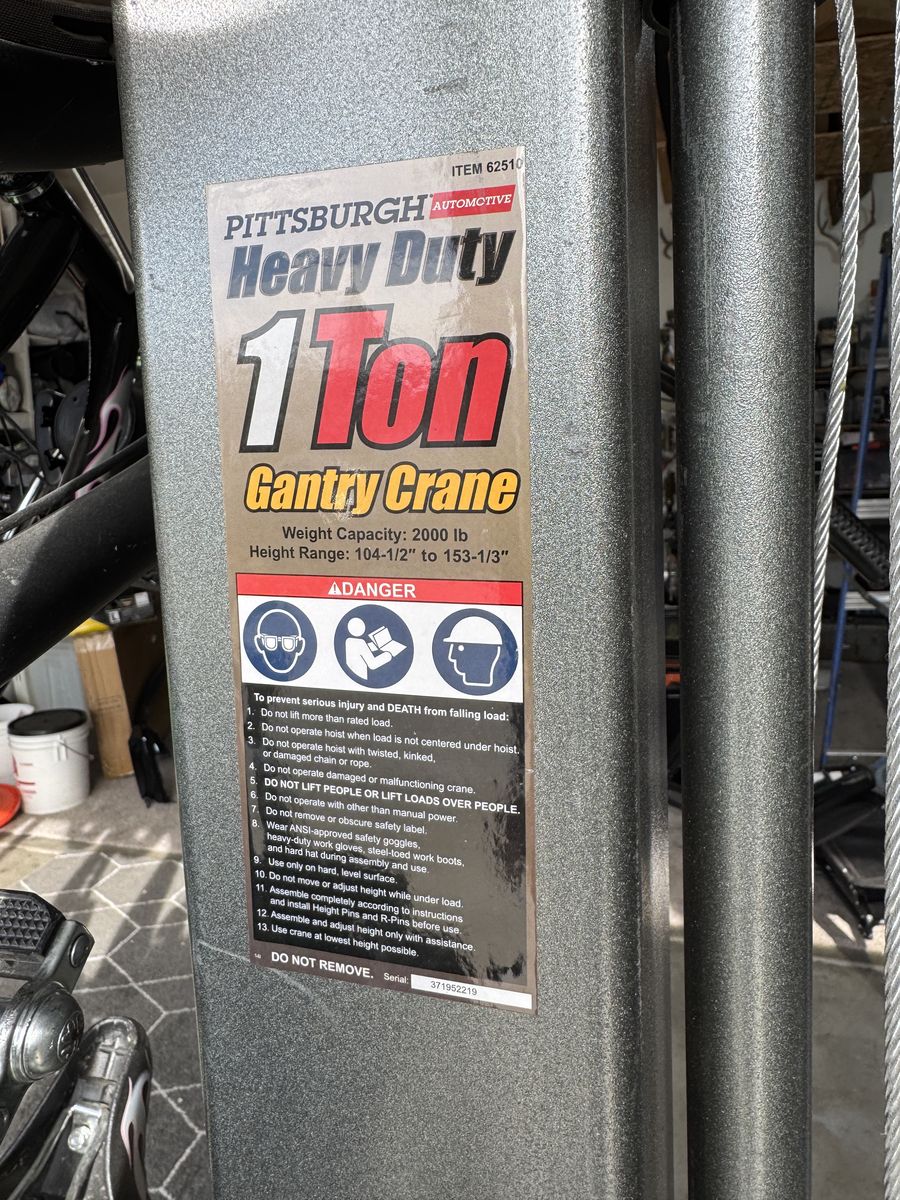 ITEM 62510
PITTSBURGH® AUTOMOTIVE
Heavy Duty
1 Ton
Gantry Crane
Weight Capacity: 2000 lb
Height Range: 104-1/2″ to 153-1/3″
⚠DANGER
To prevent serious injury and DEATH from falling load:
1. Do not lift more than rated load.
2. Do not operate hoist when load is not centered under hoist.
3. Do not operate hoist with twisted, kinked,
or damaged chain or rope.
4. Do not operate damaged or malfunctioning crane.
5. DO NOT LIFT PEOPLE OR LIFT LOADS OVER PEOPLE.
6. Do not operate with other than manual power.
7. Do not remove or obscure safety label.
8. Wear ANSI-approved safety goggles,
heavy-duty work gloves, steel-toed work boots,
and hard hat during assembly and use.
9. Use only on hard, level surface.
10. Do not move or adjust height while under load.
11. Assemble completely according to instructions
and install Height Pins and R-Pins before use.
12. Assemble and adjust height only with assistance.
13. Use crane at lowest height possible.
DO NOT REMOVE. Serial: 371952219